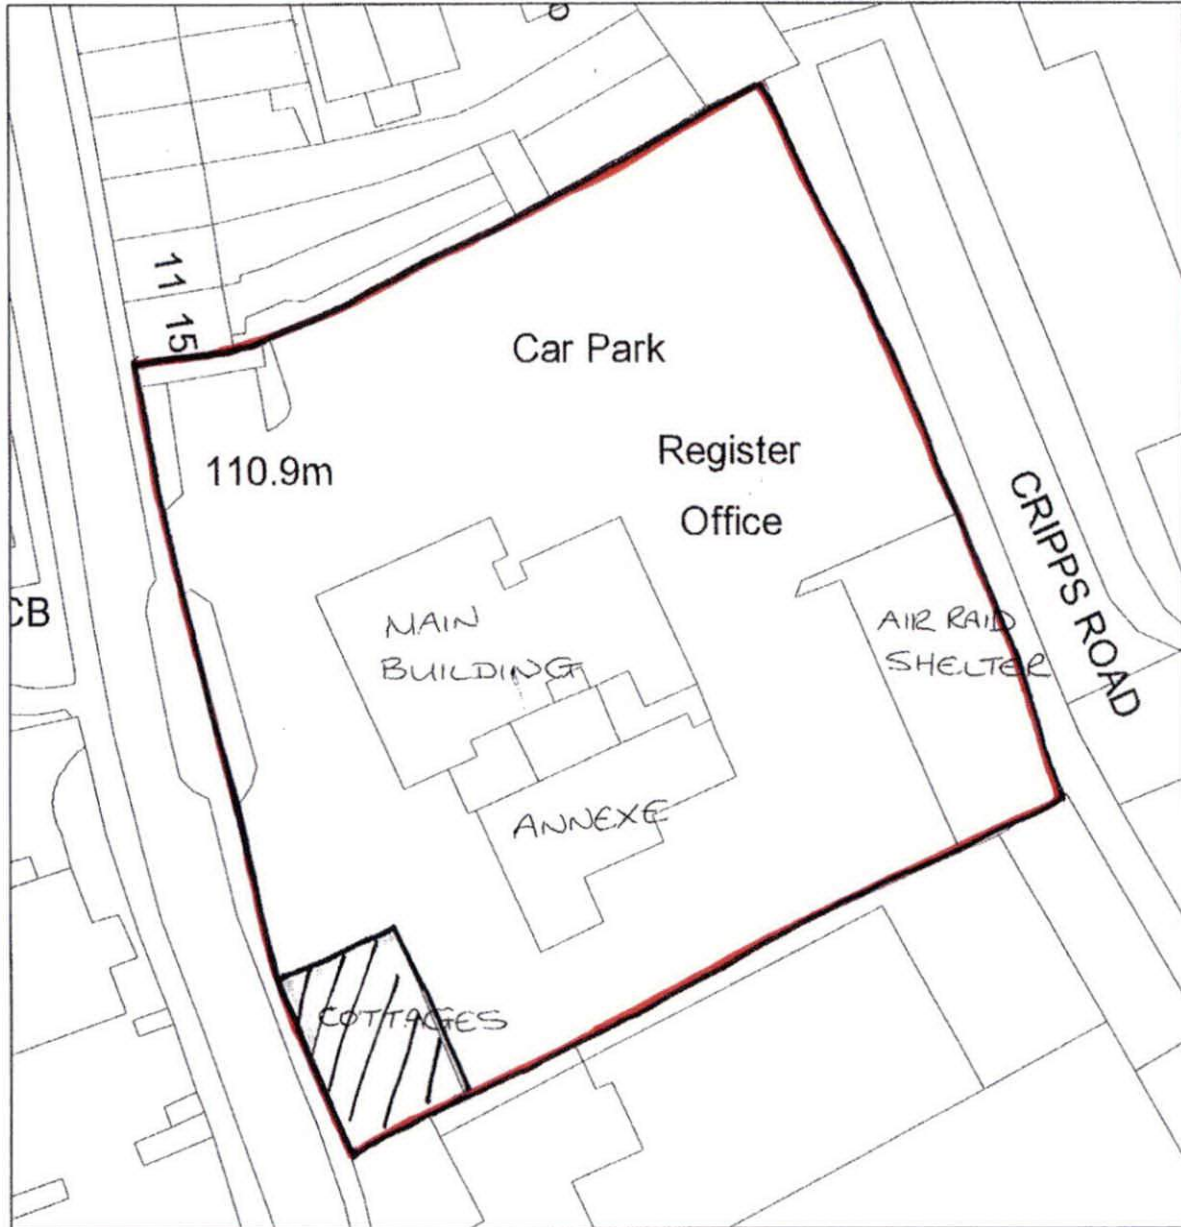 11
15
Car Park
110.9m
Register
Office
CRIPPS ROAD
CB
MAIN
BUILDING
AIR RAID
SHELTER
ANNEXE
COTTAGES